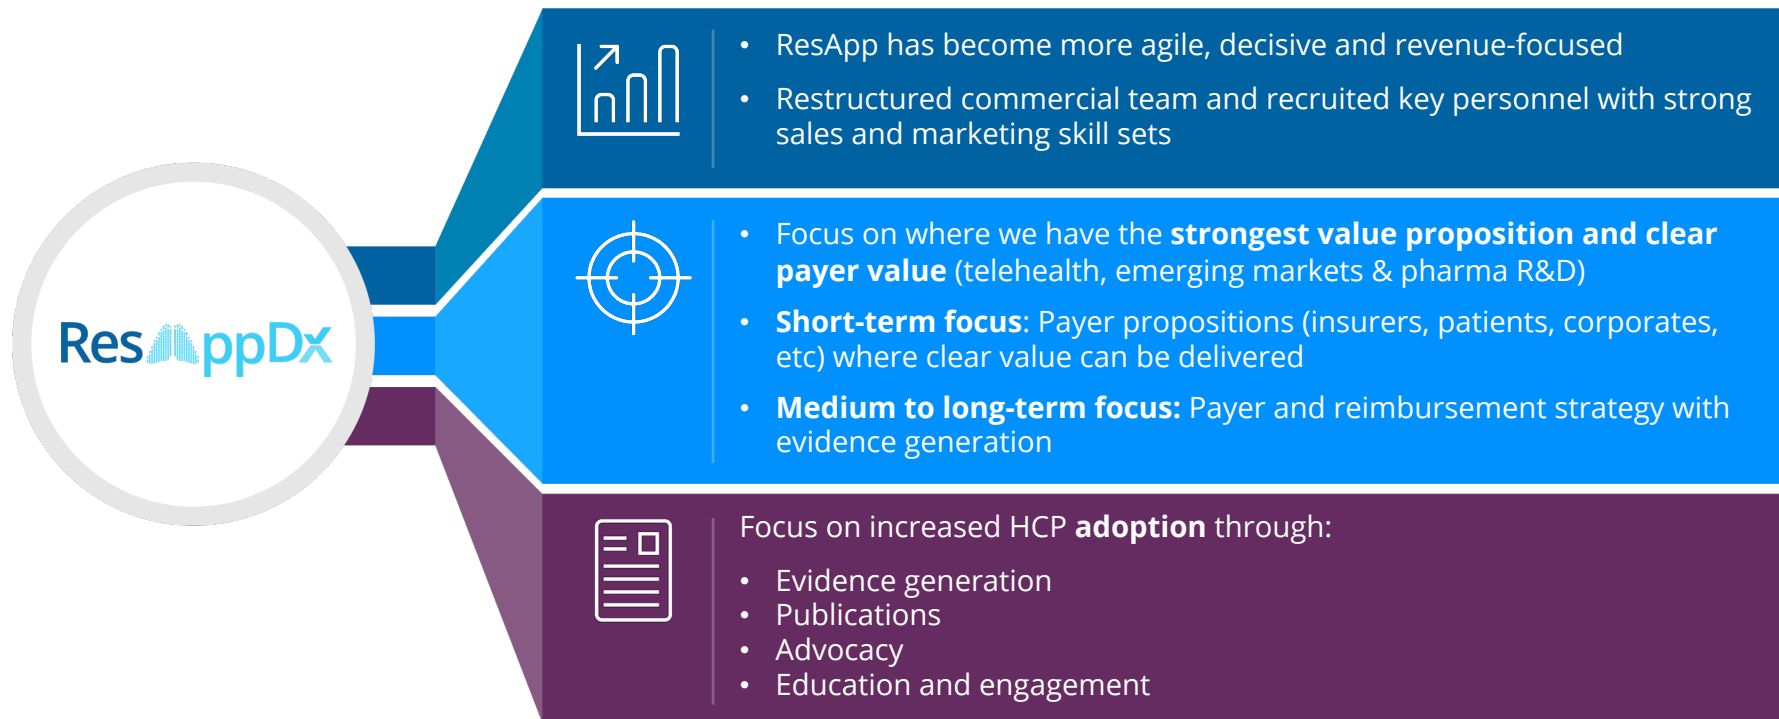 ResAppDx
• ResApp has become more agile, decisive and revenue-focused
• Restructured commercial team and recruited key personnel with strong
sales and marketing skill sets
• Focus on where we have the strongest value proposition and clear
payer value (telehealth, emerging markets & pharma R&D)
• Short-term focus: Payer propositions (insurers, patients, corporates,
etc) where clear value can be delivered
• Medium to long-term focus: Payer and reimbursement strategy with
evidence generation
Focus on increased HCP adoption through:
• Evidence generation
• Publications
• Advocacy
• Education and engagement